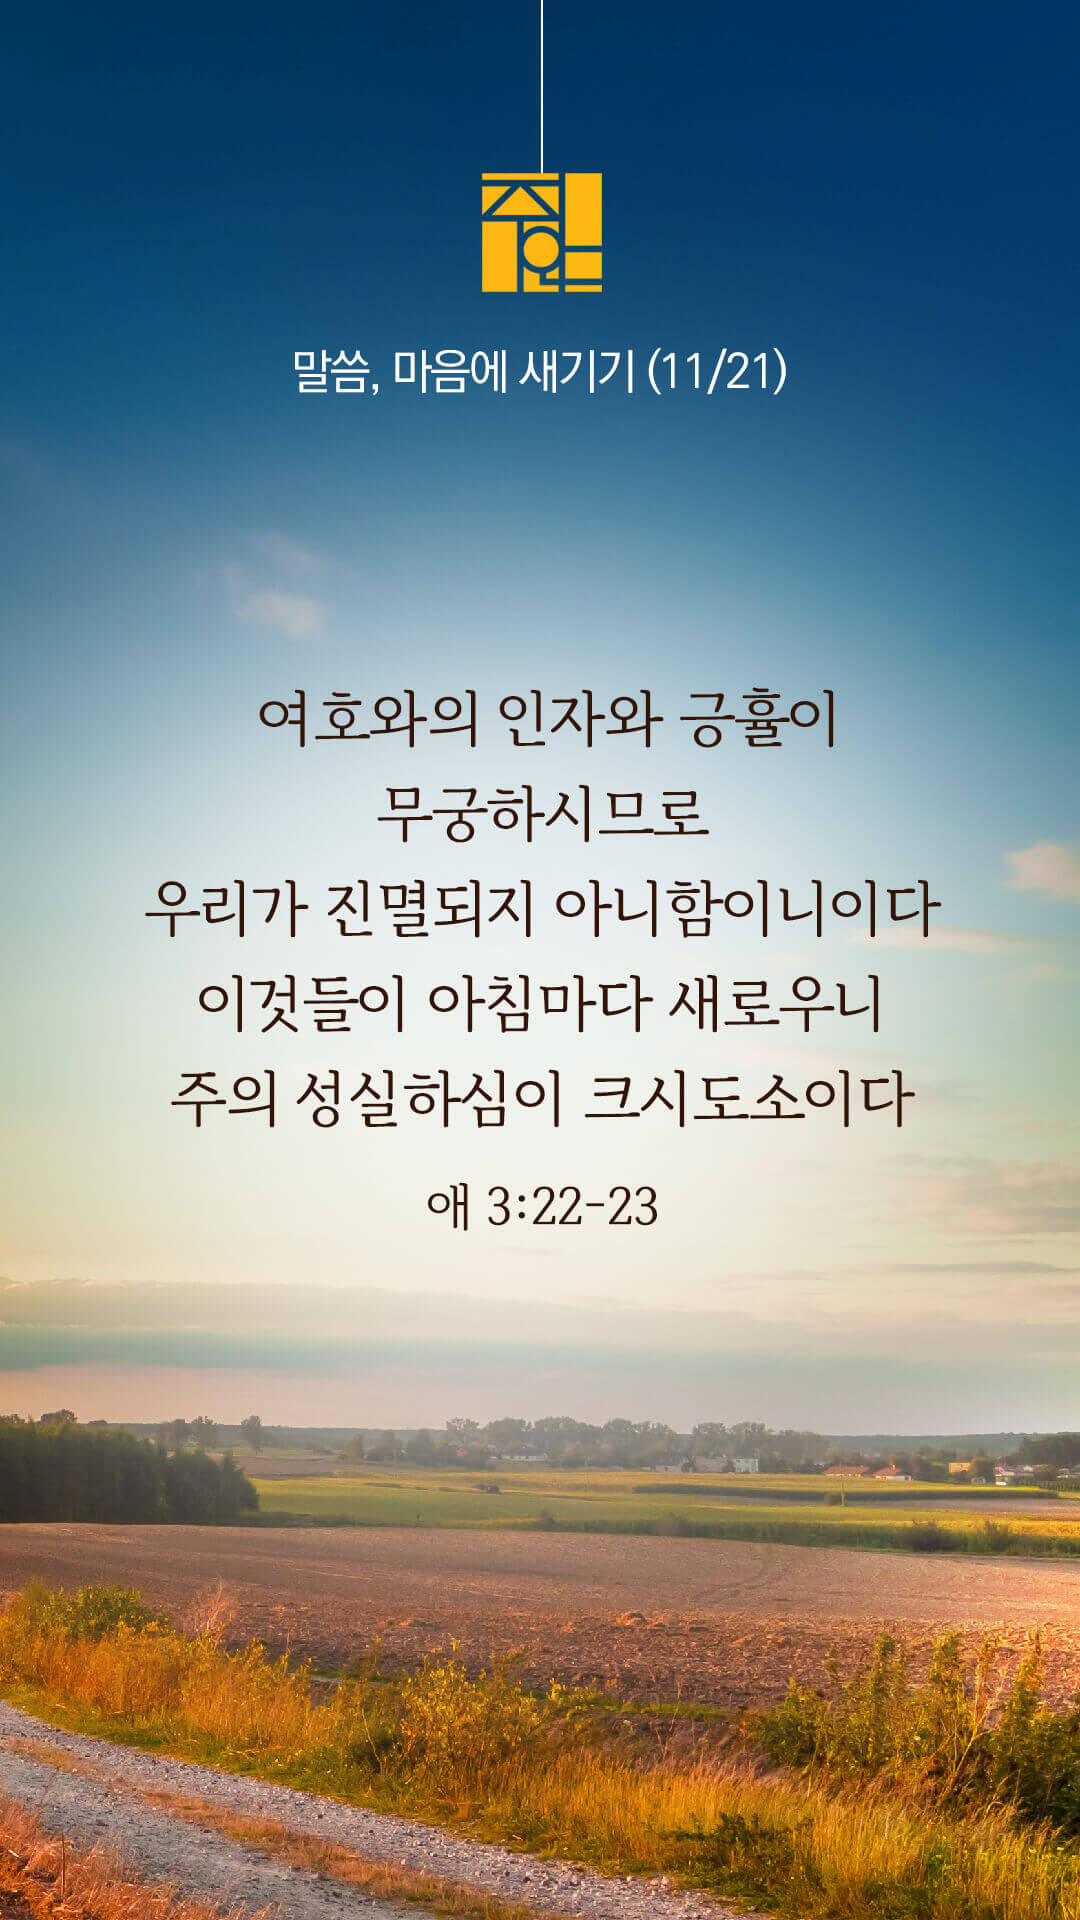 말씀, 마음에 새기기 (11/21)
여호와의 인자와 긍휼이
무궁하시므로
우리가 진멸되지 아니함이니이다
이것들이 아침마다 새로우니
주의 성실하심이 크시도소이다
애 3:22-23